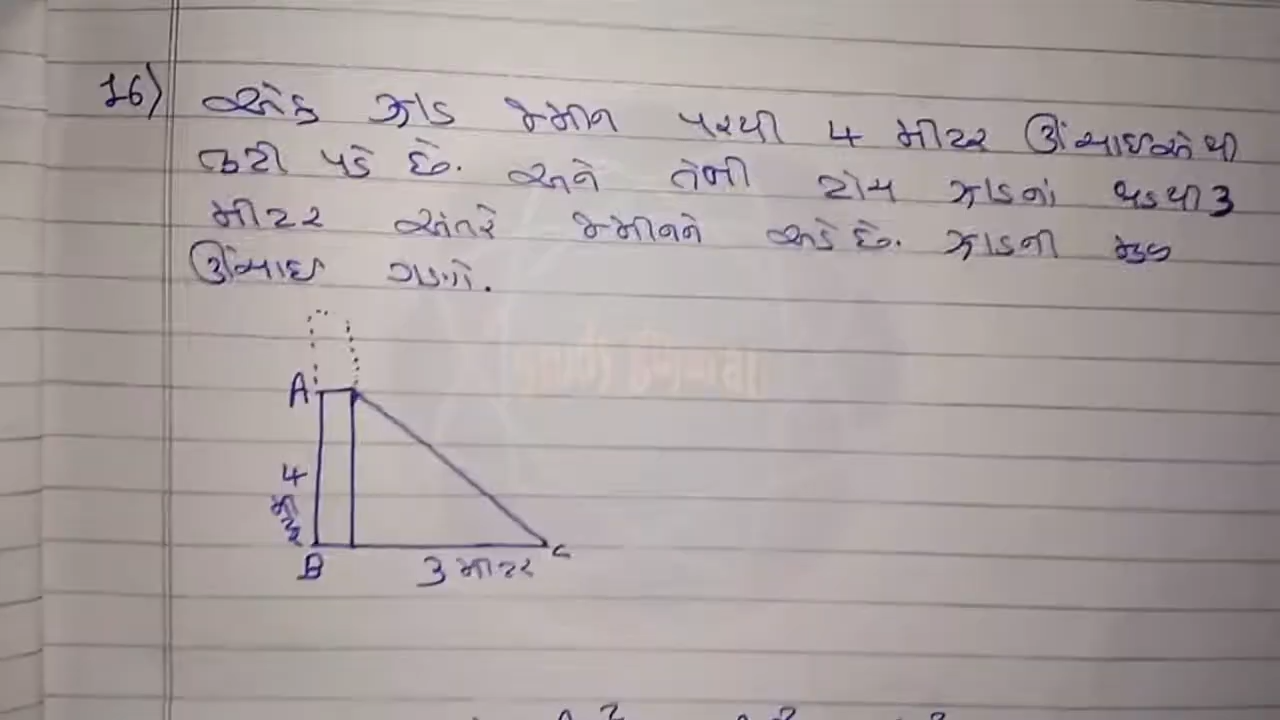 16) એક ઝાડ જમીન પરથી 4 મીટર ઊંચાઈએથી
તુટી પડે છે. અને તેની ટોચ ઝાડનાં થડથી 3
મીટર અંતરે જમીનને અડે છે. ઝાડની મુળ
ઊંચાઈ ગણો.
A
4
મીટર
B
3 મીટર
C